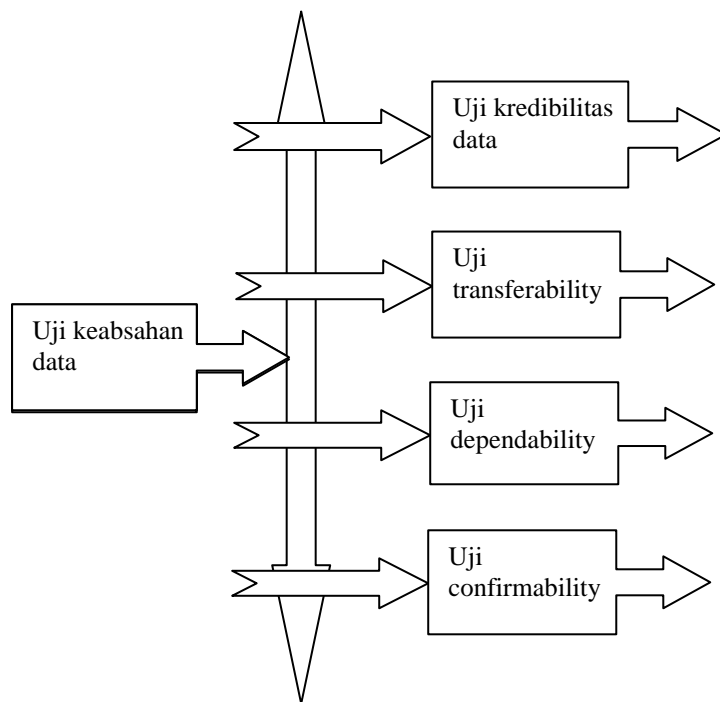 Uji keabsahan
data
Uji kredibilitas
data
Uji
transferability
Uji
dependability
Uji
confirmability